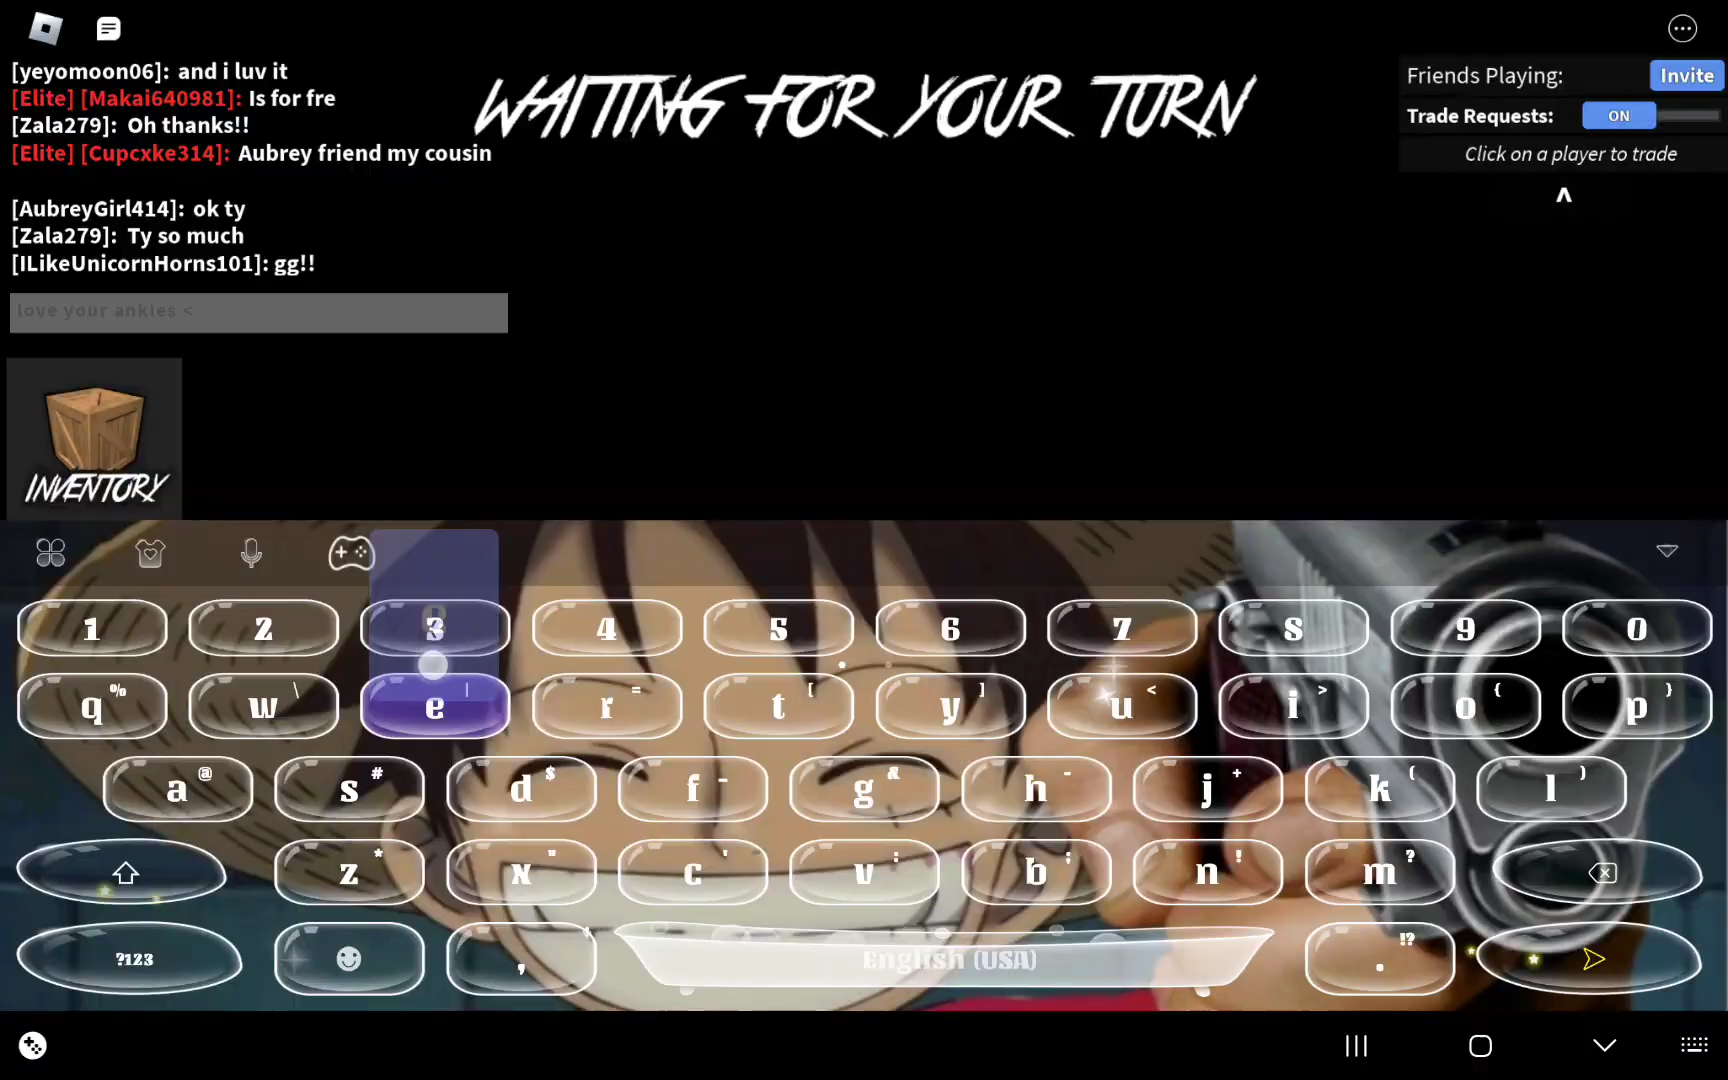 [yeyomoon06]: and i luv it
[Elite] [Makai640981]: Is for fre
[Zala279]: Oh thanks!!
[Elite] [Cupcxke314]: Aubrey friend my cousin
[AubreyGirl414]: ok ty
[Zala279]: Ty so much
[ILikeUnicornHorns101]: gg!!
love your ankles <
WAITING FOR YOUR TURN
Friends Playing: Invite
Trade Requests: ON
Click on a player to trade
^
INVENTORY
1 2 3 4 5 6 7 8 9 0
q % w \ e | r = t [ y ] u < i > o { p }
a @ s # d $ f - g & h - j + k ( l )
z * x " c ' v : b ; n ! m ?
?123 , English (USA) . !?